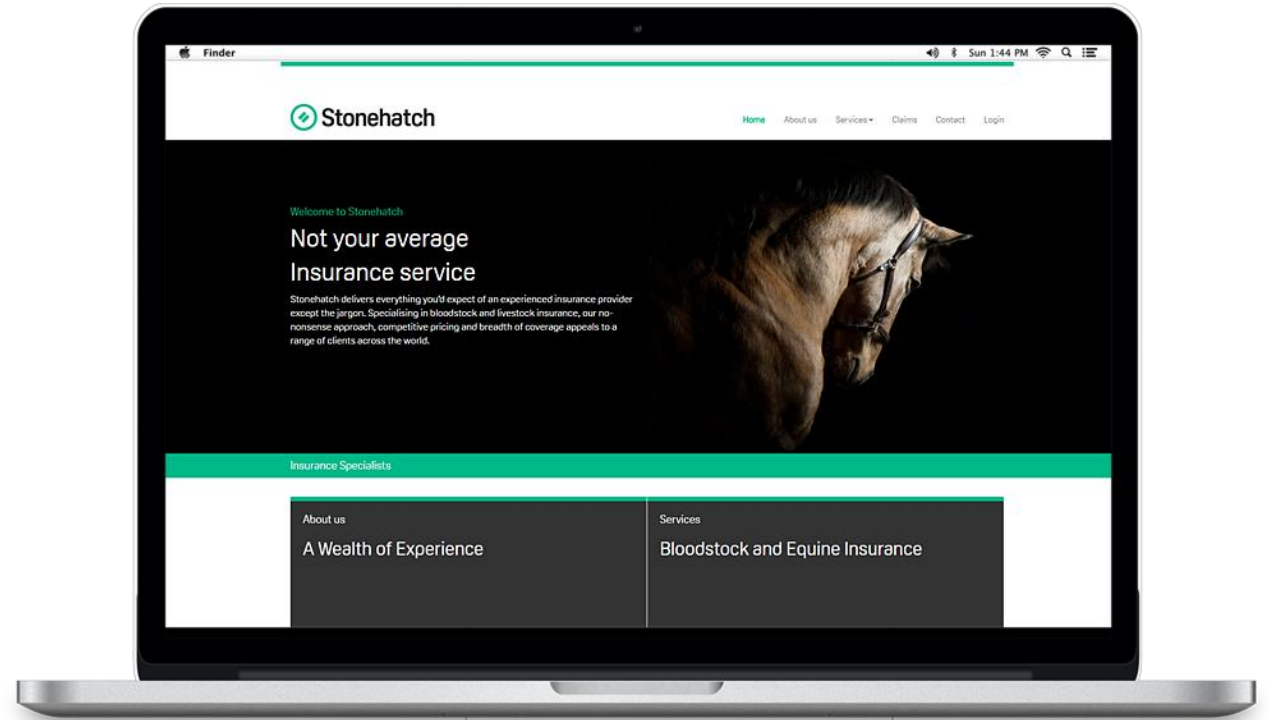 Finder
Sun 1:44 PM
Stonehatch
Home About us Services Claims Contact Login
Welcome to Stonehatch
Not your average
Insurance service
Stonehatch delivers everything you'd expect of an experienced insurance provider
except the jargon. Specialising in bloodstock and livestock insurance, our no-
nonsense approach, competitive pricing and breadth of coverage appeals to a
range of clients across the world.
Insurance Specialists
About us
A Wealth of Experience
Services
Bloodstock and Equine Insurance